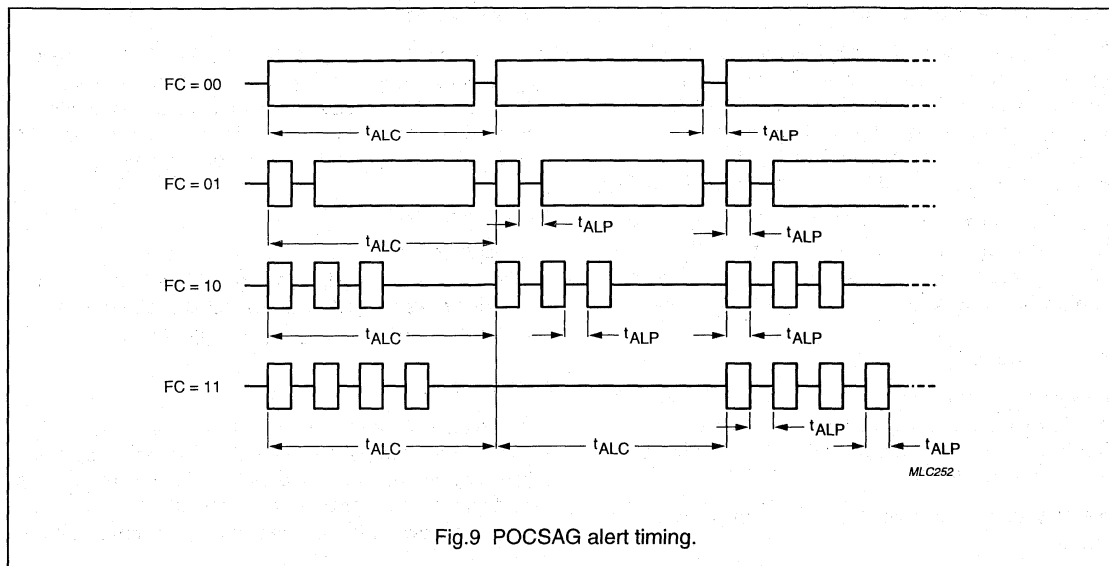 FC = 00
tALC
tALP
FC = 01
tALP
tALP
tALC
FC = 10
tALC
tALP
tALP
FC = 11
tALC
tALC
tALP
tALP
MLC252
Fig.9 POCSAG alert timing.